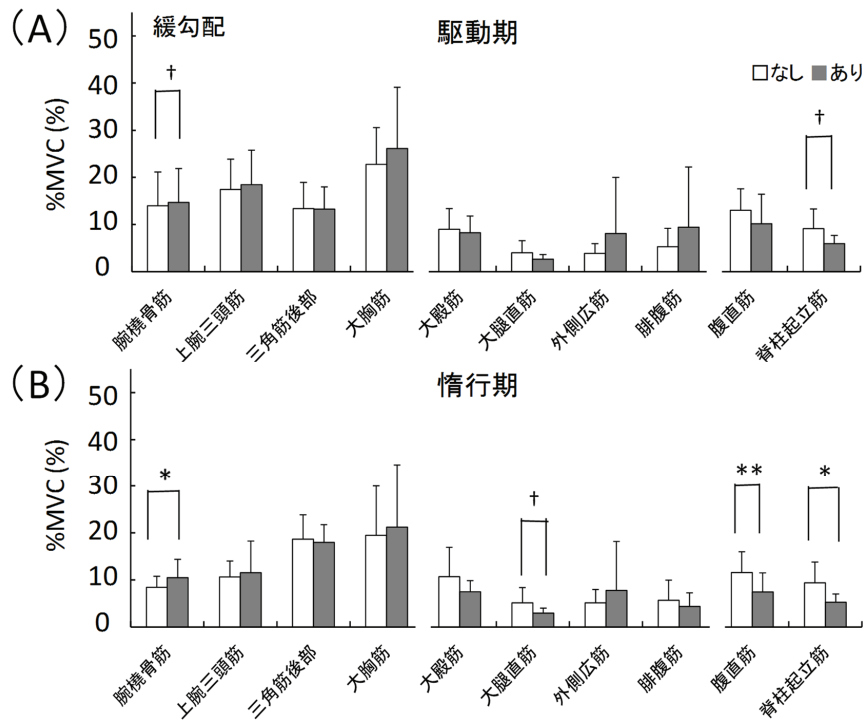 (A)
緩勾配
駆動期
なし あり
† †
%MVC (%)
50
40
30
20
10
0
腕橈骨筋 上腕三頭筋 三角筋後部 大胸筋 大殿筋 大腿直筋 外側広筋 腓腹筋 腹直筋 脊柱起立筋
(B)
惰行期
* † ** *
%MVC (%)
50
40
30
20
10
0
腕橈骨筋 上腕三頭筋 三角筋後部 大胸筋 大殿筋 大腿直筋 外側広筋 腓腹筋 腹直筋 脊柱起立筋